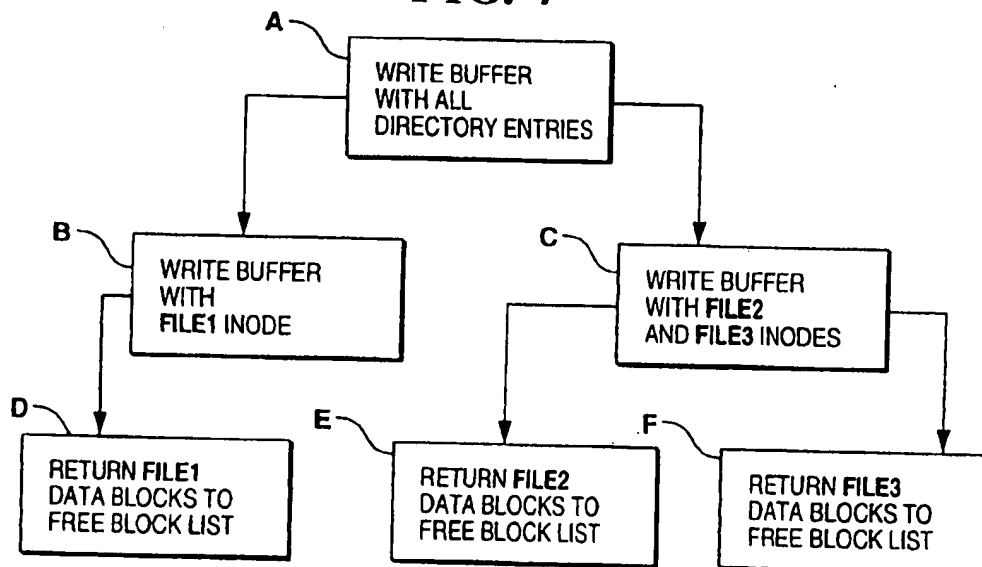 A
WRITE BUFFER
WITH ALL
DIRECTORY ENTRIES
B
WRITE BUFFER
WITH
FILE1 INODE
C
WRITE BUFFER
WITH FILE2
AND FILE3 INODES
D
RETURN FILE1
DATA BLOCKS TO
FREE BLOCK LIST
E
RETURN FILE2
DATA BLOCKS TO
FREE BLOCK LIST
F
RETURN FILE3
DATA BLOCKS TO
FREE BLOCK LIST